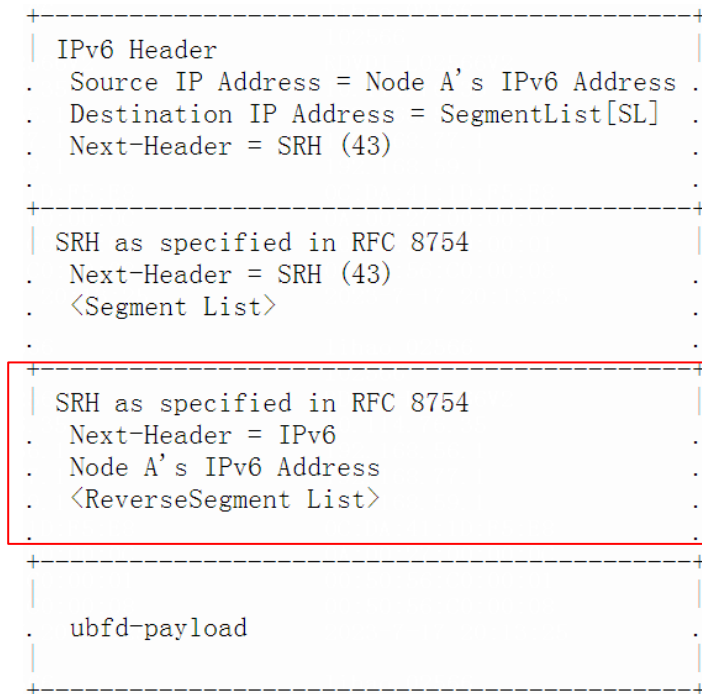 IPv6 Header
Source IP Address = Node A's IPv6 Address
Destination IP Address = SegmentList[SL]
Next-Header = SRH (43)
SRH as specified in RFC 8754
Next-Header = SRH (43)
<Segment List>
SRH as specified in RFC 8754
Next-Header = IPv6
Node A's IPv6 Address
<ReverseSegment List>
ubfd-payload